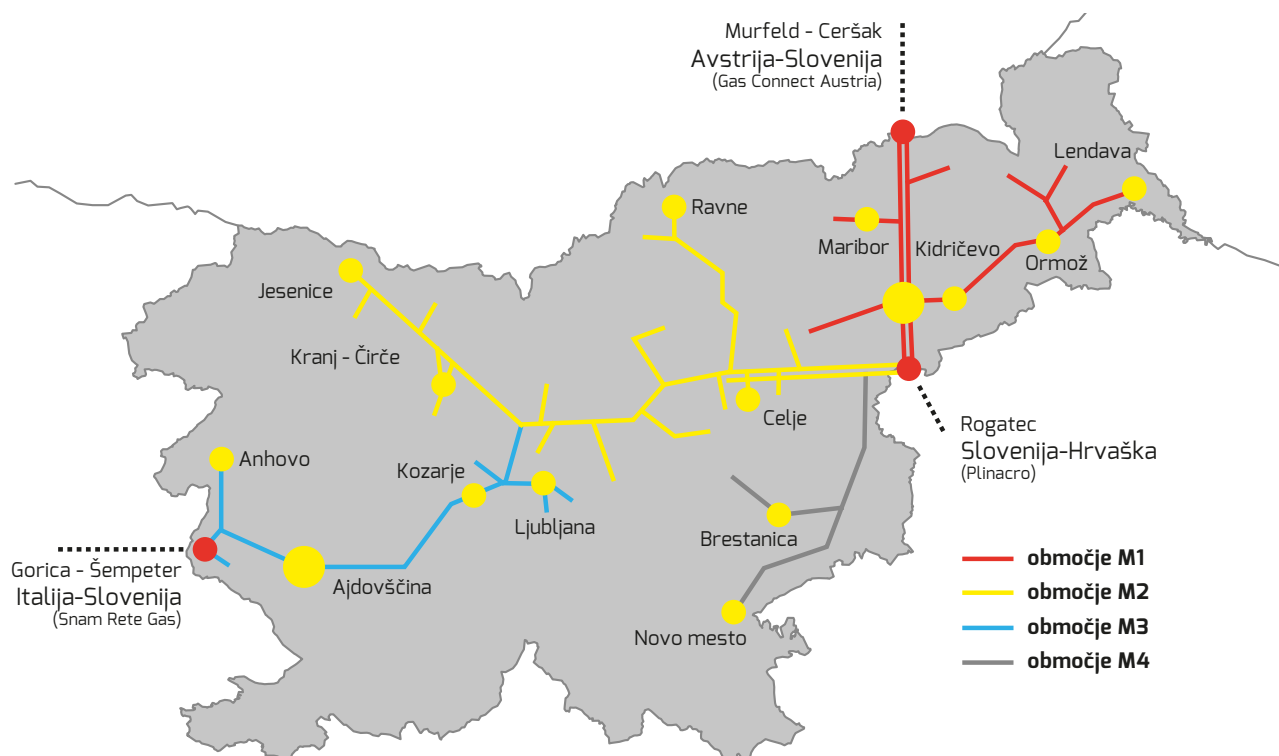 Murfeld - Ceršak
Avstrija-Slovenija
(Gas Connect Austria)
Lendava
Ravne
Maribor
Kidričevo
Ormož
Jesenice
Kranj - Čirče
Celje
Rogatec
Slovenija-Hrvaška
(Plinacro)
Anhovo
Kozarje
Ljubljana
Brestanica
Gorica - Šempeter
Italija-Slovenija
(Snam Rete Gas)
Ajdovščina
Novo mesto
območje M1
območje M2
območje M3
območje M4